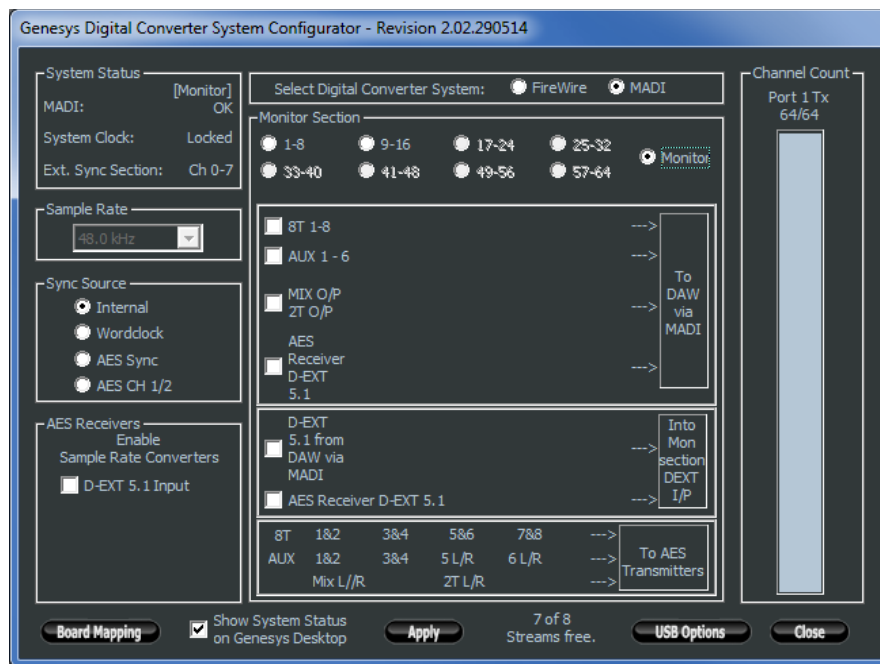 Genesys Digital Converter System Configurator - Revision 2.02.290514
System Status
[Monitor]
MADI: OK
System Clock: Locked
Ext. Sync Section: Ch 0-7
Sample Rate
48.0 kHz
Sync Source
Internal
Wordclock
AES Sync
AES CH 1/2
AES Receivers
Enable
Sample Rate Converters
D-EXT 5.1 Input
Select Digital Converter System: FireWire MADI
Monitor Section
1-8 9-16 17-24 25-32
Monitor
33-40 41-48 49-56 57-64
8T 1-8 --->
AUX 1 - 6 --->
MIX O/P
2T O/P --->
AES
Receiver
D-EXT
5.1 --->
To
DAW
via
MADI
D-EXT
5.1 from
DAW via
MADI --->
AES Receiver D-EXT 5.1 --->
Into
Mon
section
DEXT
I/P
8T 1&2 3&4 5&6 7&8 --->
AUX 1&2 3&4 5 L/R 6 L/R --->
Mix L//R 2T L/R --->
To AES
Transmitters
Channel Count
Port 1 Tx
64/64
Board Mapping
Show System Status
on Genesys Desktop
Apply
7 of 8
Streams free.
USB Options
Close